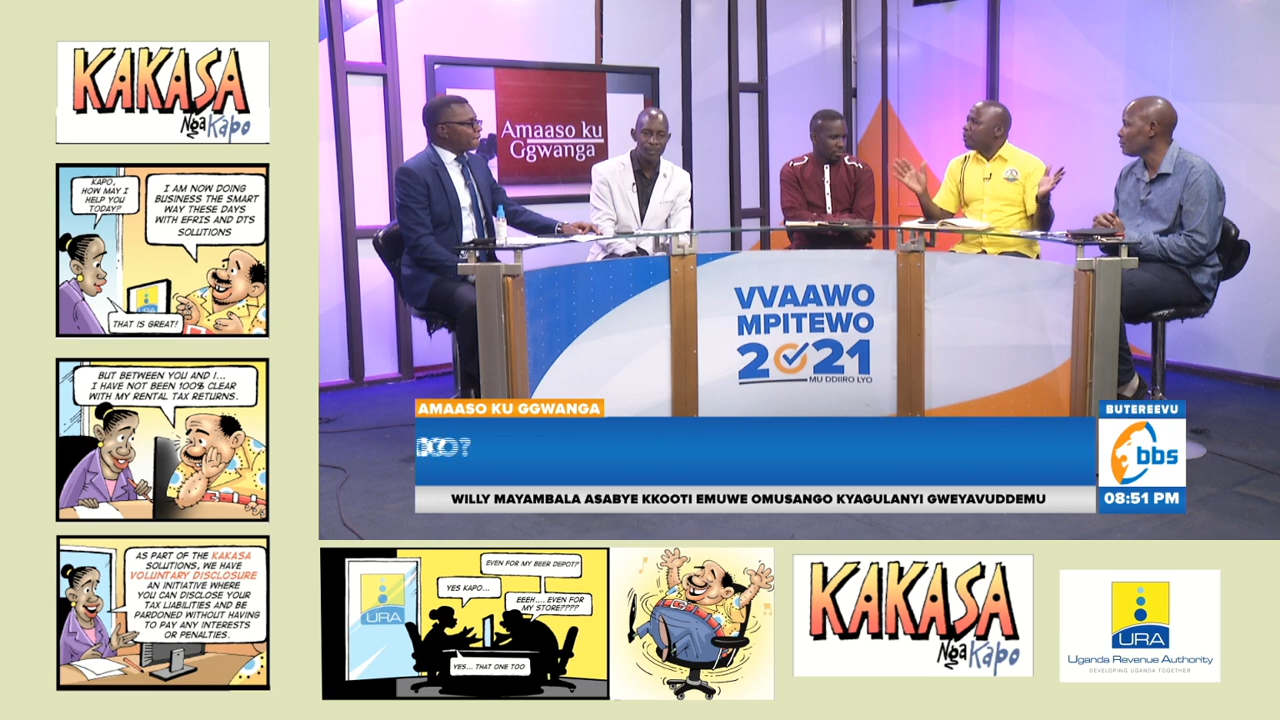 KAKASA
Nga Kapo
KAPO,
HOW MAY I
HELP YOU
TODAY?
I AM NOW DOING
BUSINESS THE SMART
WAY THESE DAYS
WITH EFRIS AND DTS
SOLUTIONS
URA
THAT IS GREAT!
BUT BETWEEN YOU AND I...
I HAVE NOT BEEN 100% CLEAR
WITH MY RENTAL TAX RETURNS.
AS PART OF THE KAKASA
SOLUTIONS, WE HAVE
VOLUNTARY DISCLOSURE
AN INITIATIVE WHERE
YOU CAN DISCLOSE YOUR
TAX LIABILITIES AND BE
PARDONED WITHOUT HAVING
TO PAY ANY INTERESTS
OR PENALTIES.
Amaaso ku
Ggwanga
VVAAWO
MPITEWO
2021
MU DDIIRO LYO
AMAASO KU GGWANGA
WILLY MAYAMBALA ASABYE KKOOTI EMUWE OMUSANGO KYAGULANYI GWEYAVUDDEMU
BUTEREEVU
bbs
08:51 PM
URA
EVEN FOR MY BEER DEPOT?
YES KAPO...
EEEH.... EVEN FOR
MY STORE????
YES... THAT ONE TOO
KAKASA
Nga Kapo
URA
Uganda Revenue Authority
DEVELOPING UGANDA TOGETHER